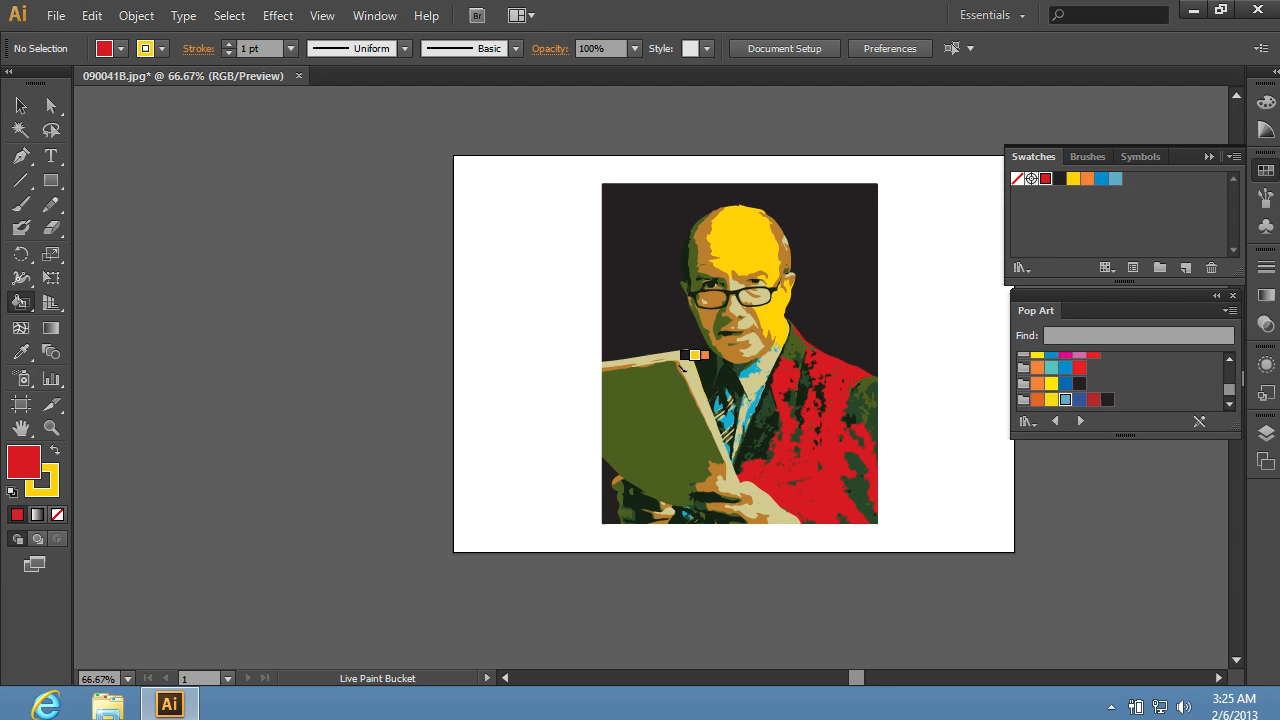 Ai File Edit Object Type Select Effect View Window Help Br Essentials
No Selection Stroke: 1 pt Uniform Basic Opacity: 100% Style: Document Setup Preferences
090041B.jpg* @ 66.67% (RGB/Preview)
Swatches Brushes Symbols
Pop Art
Find:
66.67% 1 Live Paint Bucket
Ai
3:25 AM
2/6/2013